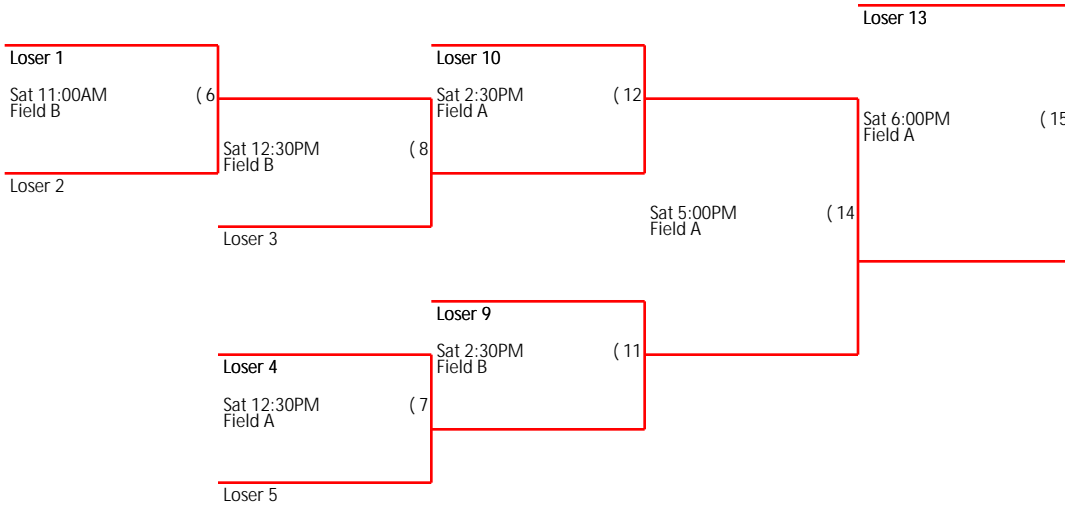 Loser 13
Loser 1
Loser 10
Sat 11:00AM
Field B
( 6
Sat 2:30PM
Field A
( 12
Sat 6:00PM
Field A
( 15
Sat 12:30PM
Field B
( 8
Loser 2
Sat 5:00PM
Field A
( 14
Loser 3
Loser 9
Sat 2:30PM
Field B
( 11
Loser 4
Sat 12:30PM
Field A
( 7
Loser 5